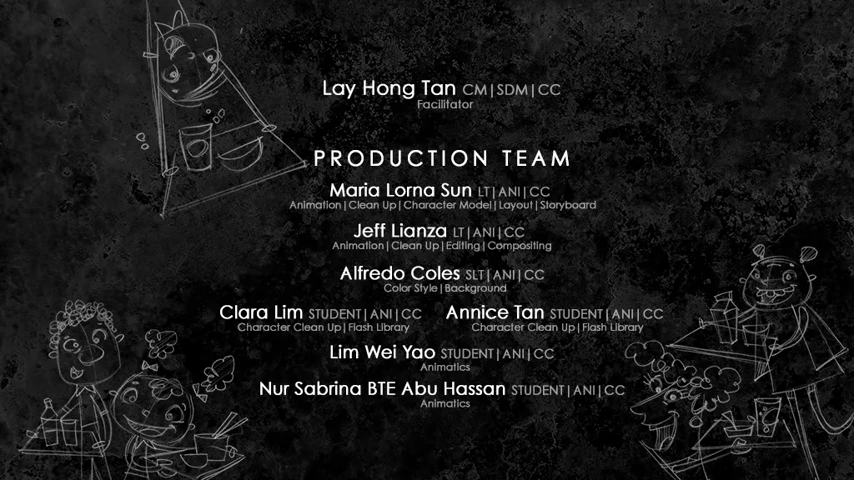 Lay Hong Tan CM|SDM|CC
Facilitator
PRODUCTION TEAM
Maria Lorna Sun LT|ANI|CC
Animation|Clean Up|Character Model|Layout|Storyboard
Jeff Lianza LT|ANI|CC
Animation|Clean Up|Editing|Compositing
Alfredo Coles SLT|ANI|CC
Color Style|Background
Clara Lim STUDENT|ANI|CC Annice Tan STUDENT|ANI|CC
Character Clean Up|Flash Library Character Clean Up|Flash Library
Lim Wei Yao STUDENT|ANI|CC
Animatics
Nur Sabrina BTE Abu Hassan STUDENT|ANI|CC
Animatics